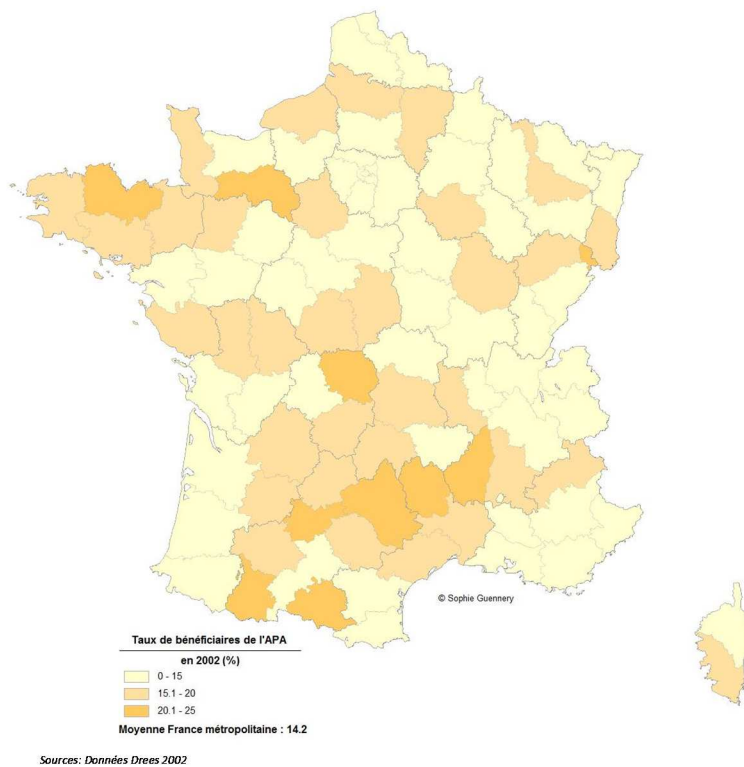 © Sophie Guennery
Taux de bénéficiaires de l'APA
en 2002 (%)
0 - 15
15.1 - 20
20.1 - 25
Moyenne France métropolitaine : 14.2
Sources: Données Drees 2002